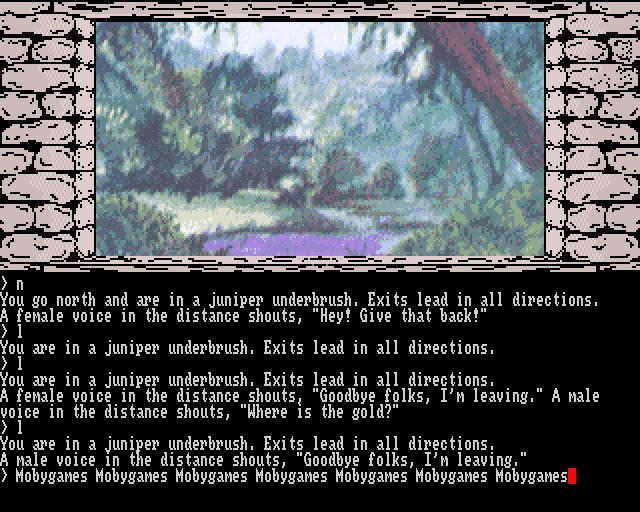 > n
You go north and are in a juniper underbrush. Exits lead in all directions.
A female voice in the distance shouts, "Hey! Give that back!"
> l
You are in a juniper underbrush. Exits lead in all directions.
> l
You are in a juniper underbrush. Exits lead in all directions.
A female voice in the distance shouts, "Goodbye folks, I'm leaving." A male
voice in the distance shouts, "Where is the gold?"
> l
You are in a juniper underbrush. Exits lead in all directions.
A male voice in the distance shouts, "Goodbye folks, I'm leaving."
> Mobygames Mobygames Mobygames Mobygames Mobygames Mobygames Mobygames